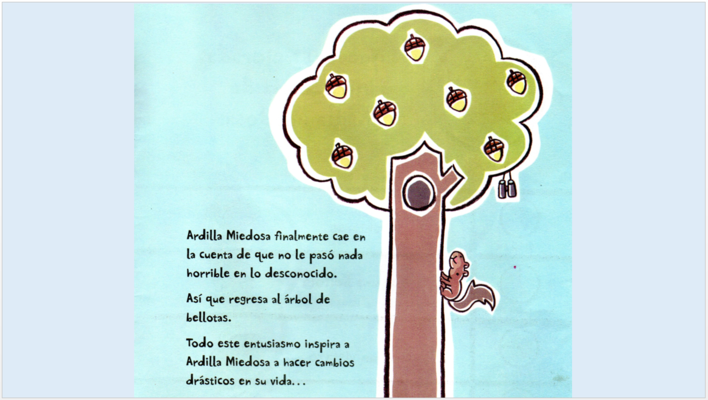 Ardilla Miedosa finalmente cae en
la cuenta de que no le pasó nada
horrible en lo desconocido.
Así que regresa al árbol de
bellotas.
Todo este entusiasmo inspira a
Ardilla Miedosa a hacer cambios
drásticos en su vida...